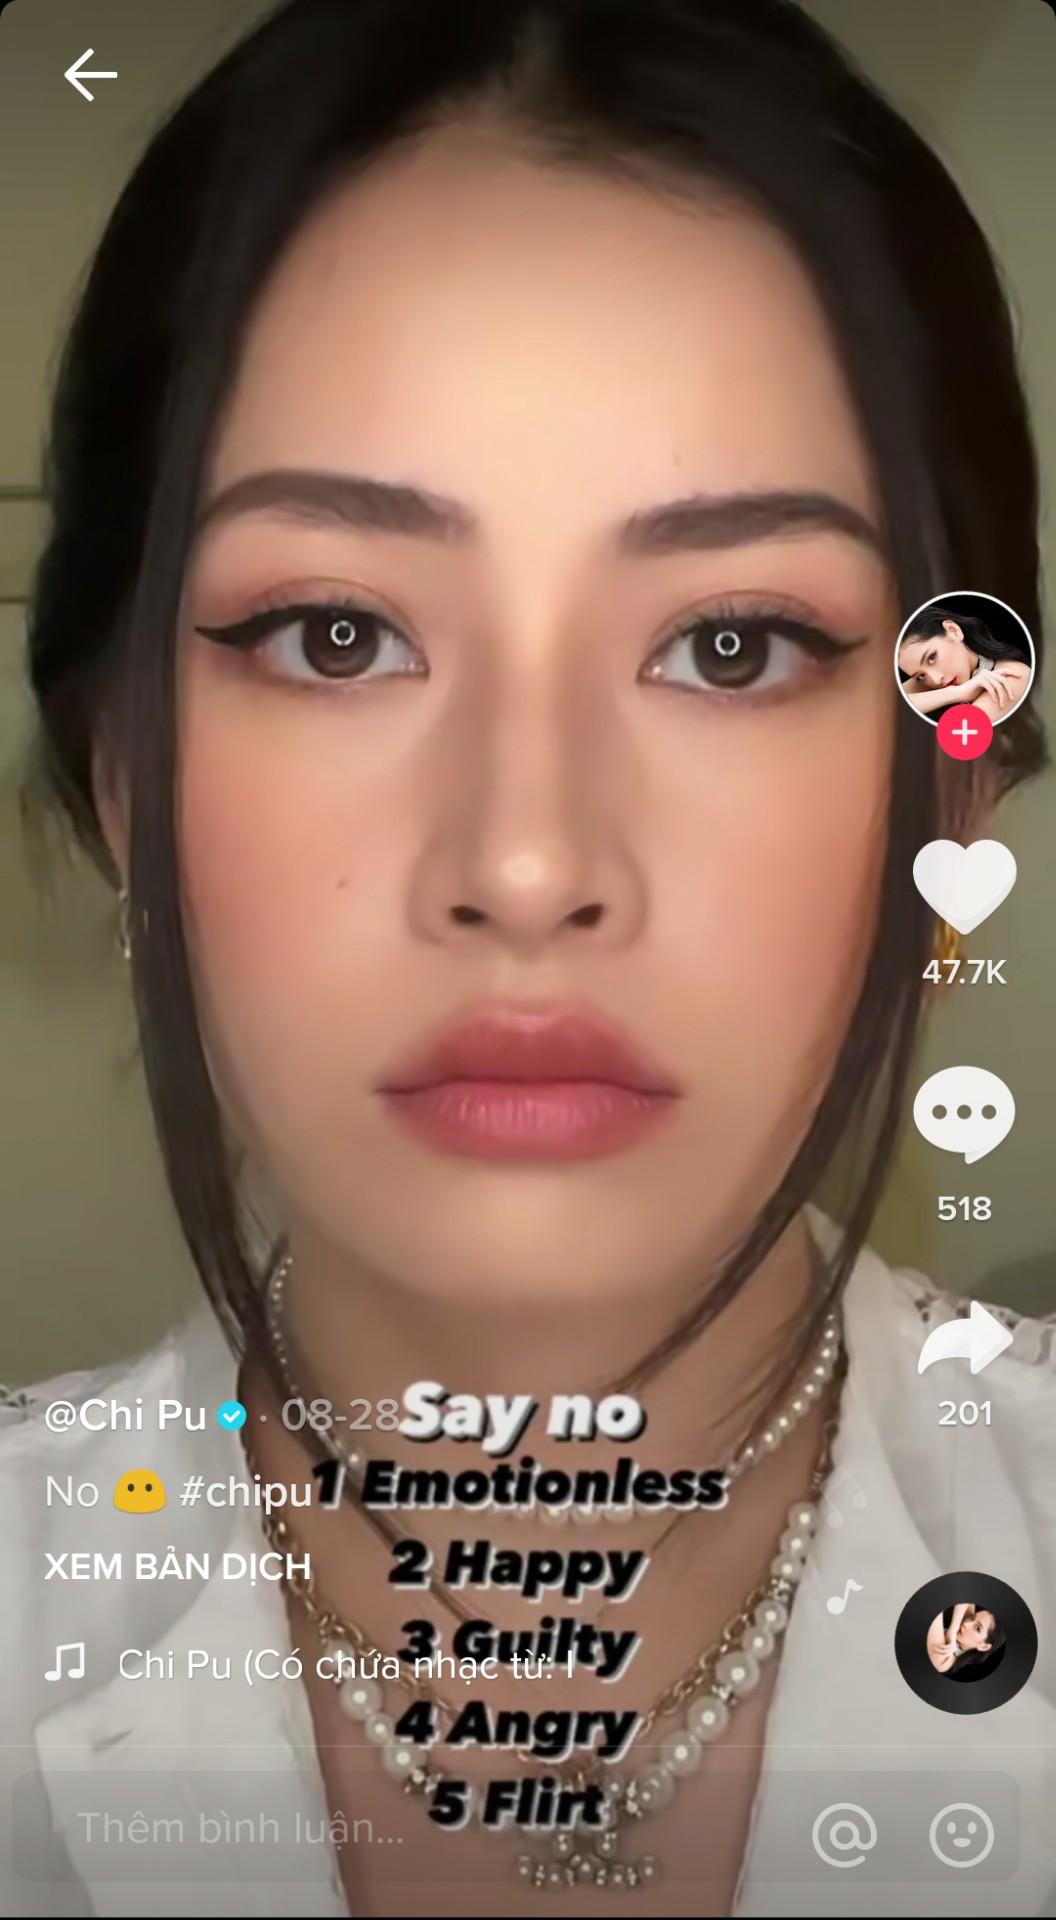 47.7K
518
201
@Chi Pu · 08-28
Say no
No 😶 #chipu
1 Emotionless
XEM BẢN DỊCH
2 Happy
3 Guilty
Chi Pu (Có chứa nhạc từ: I
4 Angry
5 Flirt
Thêm bình luận...